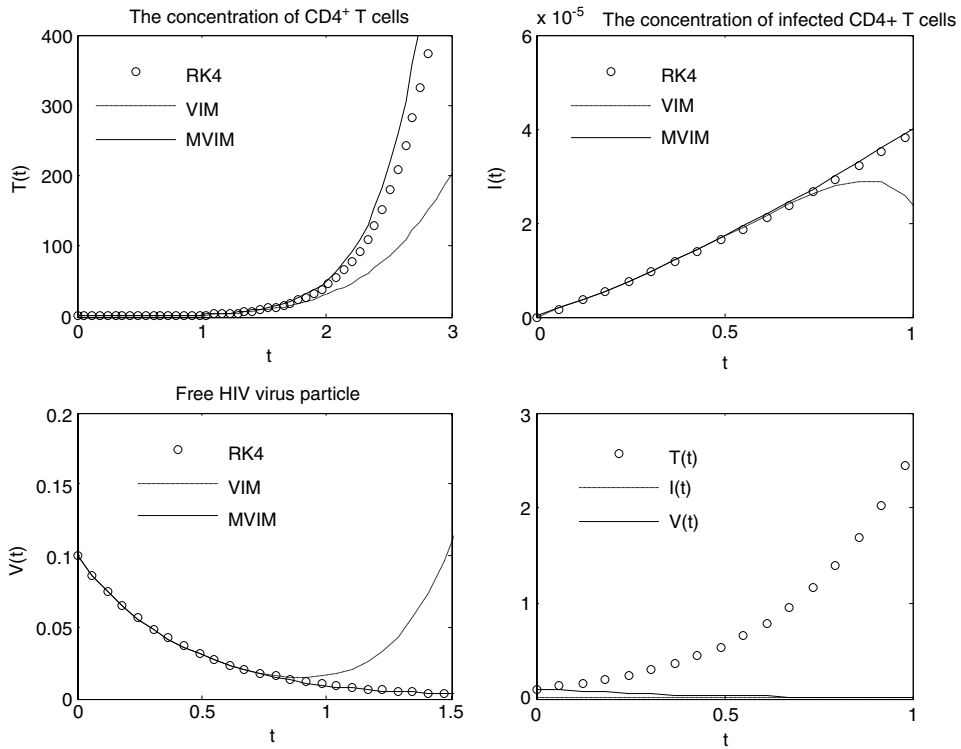 The concentration of CD4⁺ T cells
400
300
200
100
0
T(t)
RK4
VIM
MVIM
0
1
2
3
t
x 10⁻⁵
The concentration of infected CD4+ T cells
6
4
2
0
I(t)
RK4
VIM
MVIM
0
0.5
1
t
Free HIV virus particle
0.2
0.15
0.1
0.05
0
V(t)
RK4
VIM
MVIM
0
0.5
1
1.5
t
3
2
1
0
T(t)
I(t)
V(t)
0
0.5
1
t